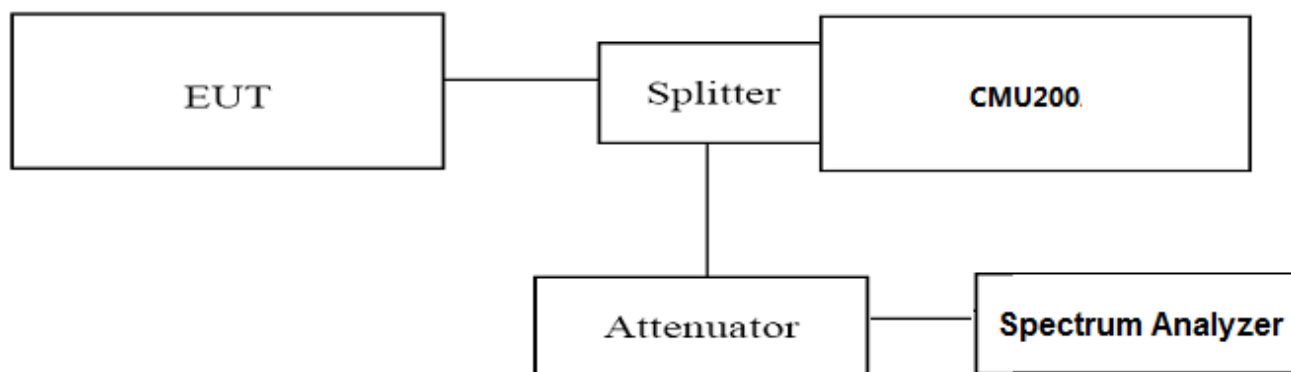 EUT
Splitter
CMU200.
Attenuator
Spectrum Analyzer